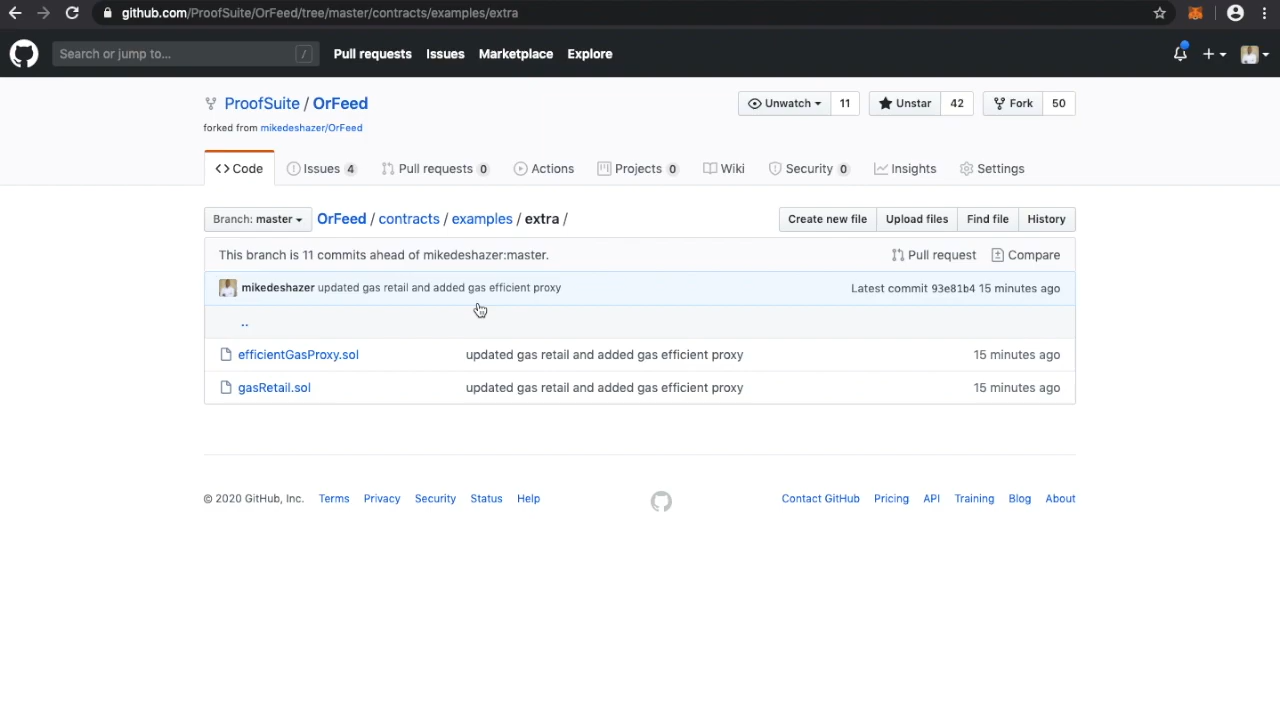 github.com/ProofSuite/OrFeed/tree/master/contracts/examples/extra
Search or jump to... / Pull requests Issues Marketplace Explore
ProofSuite / OrFeed Unwatch 11 Unstar 42 Fork 50
forked from mikedeshazer/OrFeed
Code Issues 4 Pull requests 0 Actions Projects 0 Wiki Security 0 Insights Settings
Branch: master OrFeed / contracts / examples / extra / Create new file Upload files Find file History
This branch is 11 commits ahead of mikedeshazer:master. Pull request Compare
mikedeshazer updated gas retail and added gas efficient proxy Latest commit 93e81b4 15 minutes ago
..
efficientGasProxy.sol updated gas retail and added gas efficient proxy 15 minutes ago
gasRetail.sol updated gas retail and added gas efficient proxy 15 minutes ago
© 2020 GitHub, Inc. Terms Privacy Security Status Help Contact GitHub Pricing API Training Blog About